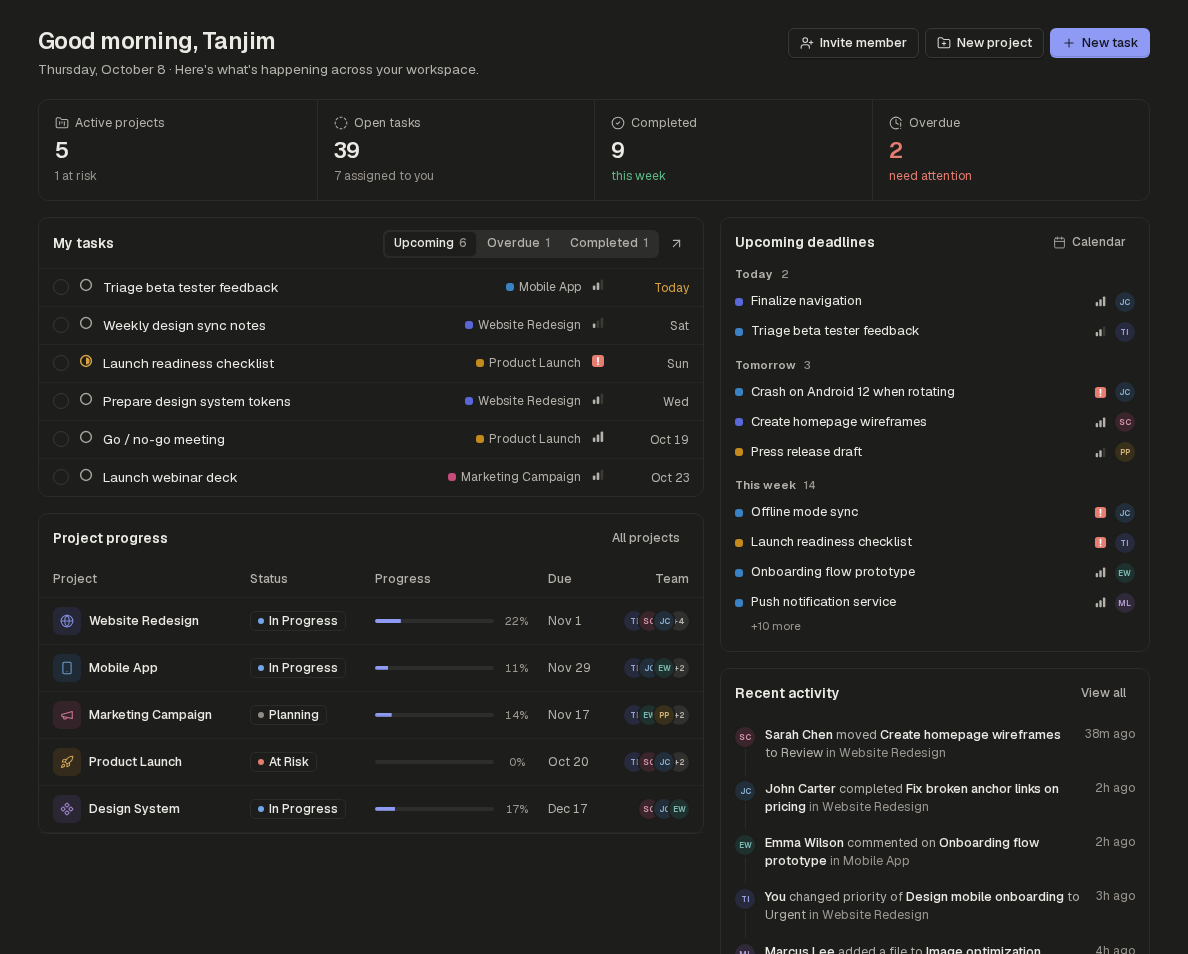 Good morning, Tanjim
Invite member
New project
New task
Thursday, October 8 · Here's what's happening across your workspace.
Active projects
5
1 at risk
Open tasks
39
7 assigned to you
Completed
9
this week
Overdue
2
need attention
My tasks
Upcoming 6
Overdue 1
Completed 1
Triage beta tester feedback Mobile App Today
Weekly design sync notes Website Redesign Sat
Launch readiness checklist Product Launch ! Sun
Prepare design system tokens Website Redesign Wed
Go / no-go meeting Product Launch Oct 19
Launch webinar deck Marketing Campaign Oct 23
Project progress
All projects
Project Status Progress Due Team
Website Redesign In Progress 22% Nov 1 JC +4
Mobile App In Progress 11% Nov 29 EW +2
Marketing Campaign Planning 14% Nov 17 PP +2
Product Launch At Risk 0% Oct 20 JC +2
Design System In Progress 17% Dec 17 EW
Upcoming deadlines
Calendar
Today 2
Finalize navigation JC
Triage beta tester feedback TI
Tomorrow 3
Crash on Android 12 when rotating ! JC
Create homepage wireframes SC
Press release draft PP
This week 14
Offline mode sync ! JC
Launch readiness checklist ! TI
Onboarding flow prototype EW
Push notification service ML
+10 more
Recent activity
View all
SC Sarah Chen moved Create homepage wireframes 38m ago
to Review in Website Redesign
JC John Carter completed Fix broken anchor links on 2h ago
pricing in Website Redesign
EW Emma Wilson commented on Onboarding flow 2h ago
prototype in Mobile App
TI You changed priority of Design mobile onboarding to 3h ago
Urgent in Website Redesign
ML Marcus Lee added a file to Image optimization 4h ago